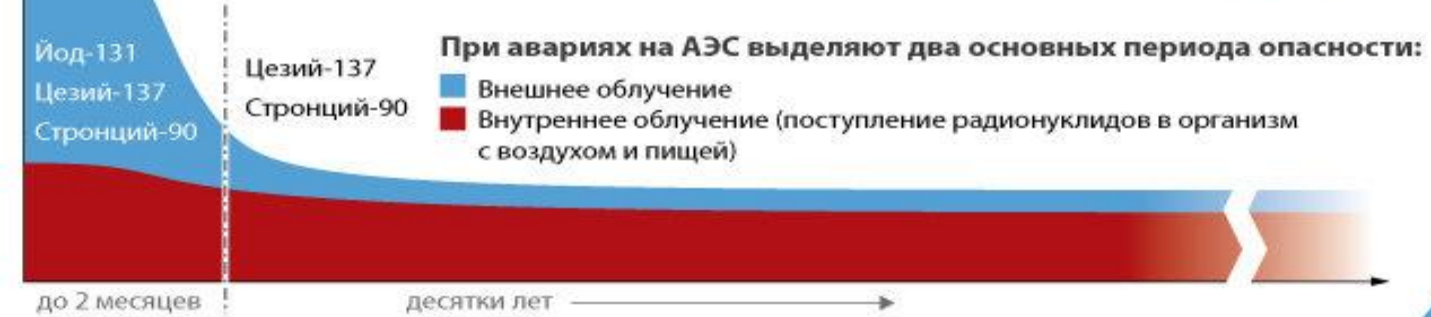 Йод-131
Цезий-137
Стронций-90
Цезий-137
Стронций-90
При авариях на АЭС выделяют два основных периода опасности:
Внешнее облучение
Внутреннее облучение (поступление радионуклидов в организм
с воздухом и пищей)
до 2 месяцев
десятки лет